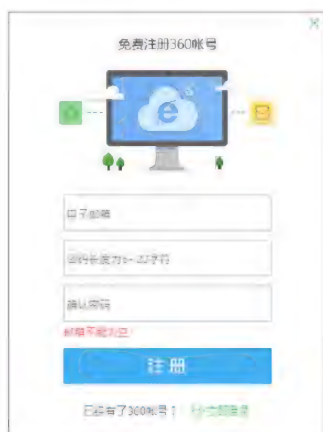 免费注册360帐号
电子邮箱
密码长度为6-20字符
确认密码
邮箱不能为空!
注册
已经有了360帐号？ 立即登录